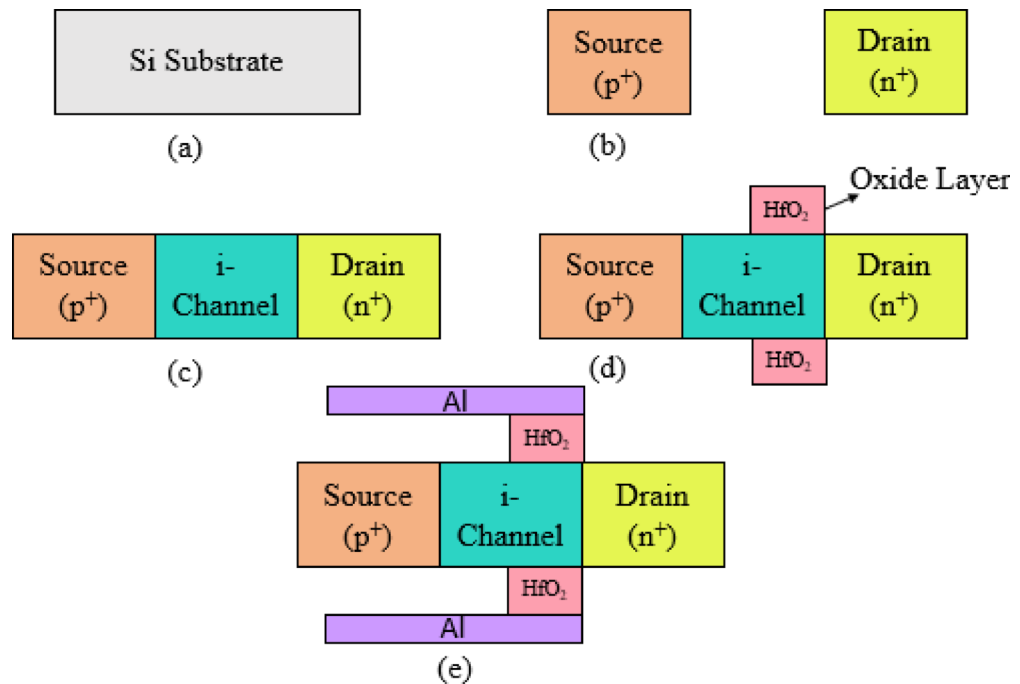 Si Substrate
(a)
Source
(p⁺)
Drain
(n⁺)
(b)
Source
(p⁺)
i-
Channel
Drain
(n⁺)
(c)
Oxide Layer
HfO₂
Source
(p⁺)
i-
Channel
Drain
(n⁺)
HfO₂
(d)
Al
HfO₂
Source
(p⁺)
i-
Channel
Drain
(n⁺)
HfO₂
Al
(e)